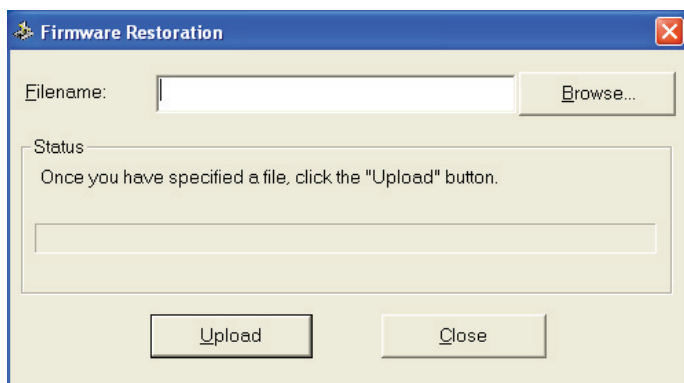 Firmware Restoration
Filename: Browse...
Status
Once you have specified a file, click the "Upload" button.
Upload Close